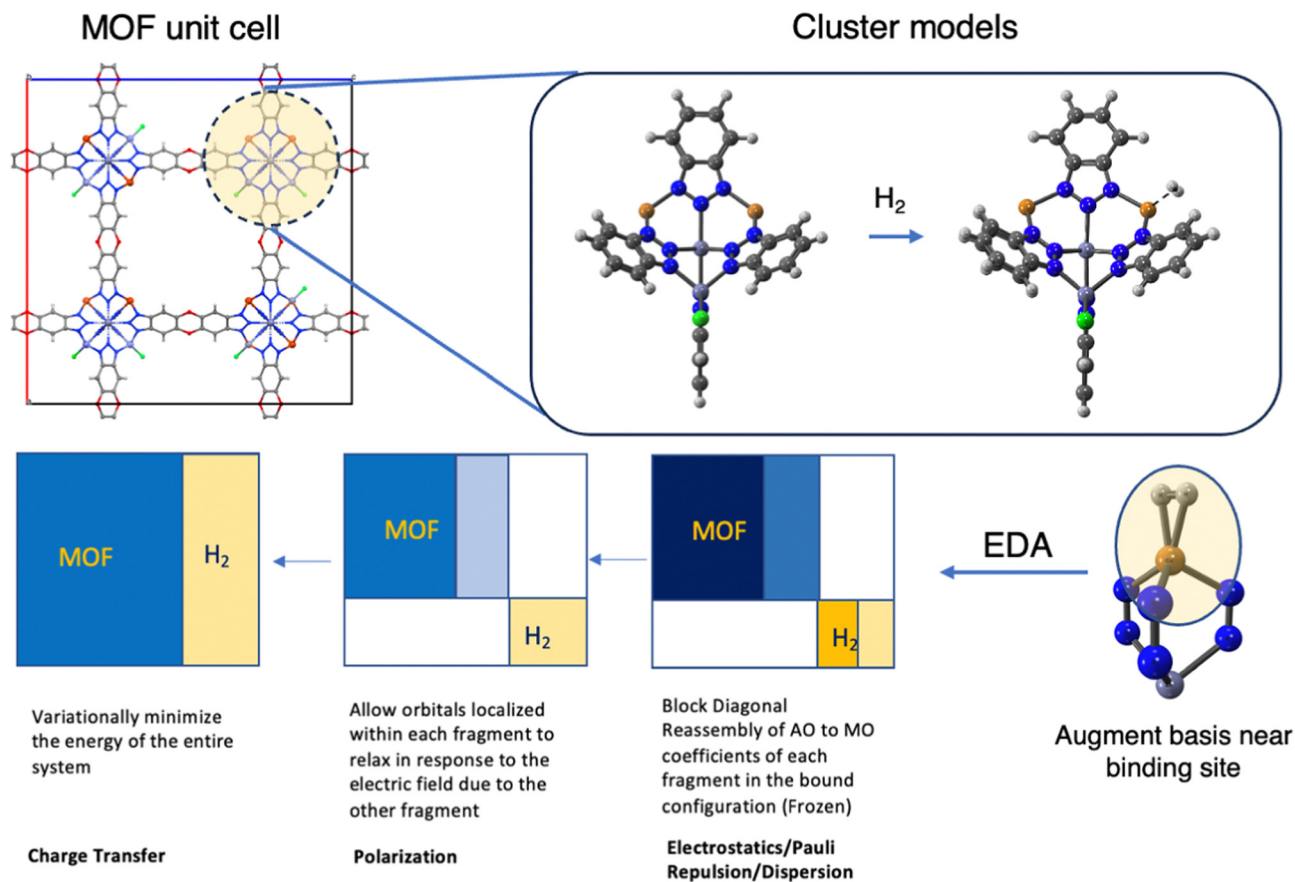 MOF unit cell
Cluster models
H2
MOF
H2
MOF
H2
MOF
H2
EDA
Variationally minimize
the energy of the entire
system
Charge Transfer
Allow orbitals localized
within each fragment to
relax in response to the
electric field due to the
other fragment
Polarization
Block Diagonal
Reassembly of AO to MO
coefficients of each
fragment in the bound
configuration (Frozen)
Electrostatics/Pauli
Repulsion/Dispersion
Augment basis near
binding site